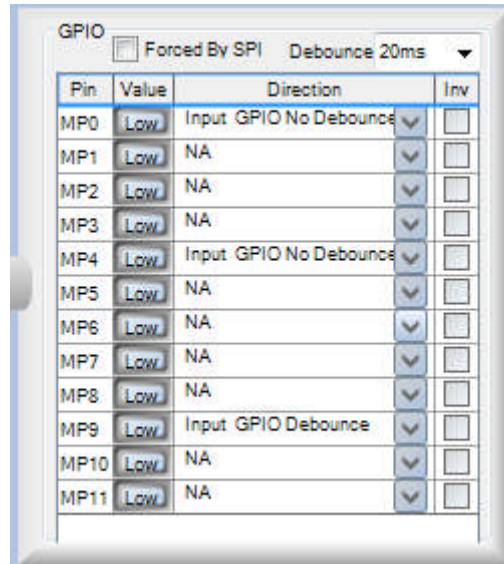 GPIO
Forced By SPI Debounce 20ms
Pin Value Direction Inv
MP0 Low Input GPIO No Debounce
MP1 Low NA
MP2 Low NA
MP3 Low NA
MP4 Low Input GPIO No Debounce
MP5 Low NA
MP6 Low NA
MP7 Low NA
MP8 Low NA
MP9 Low Input GPIO Debounce
MP10 Low NA
MP11 Low NA